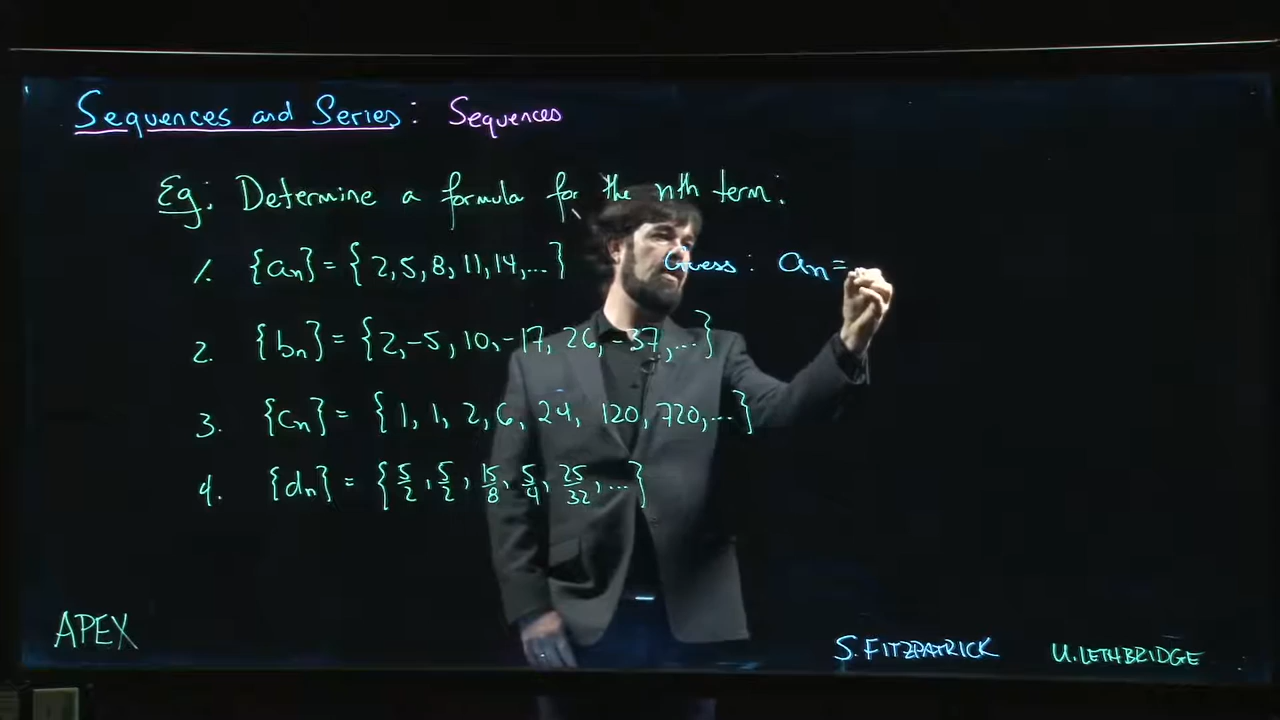 Sequences and Series: Sequences
Eg: Determine a formula for the nth term:
1. {an} = {2, 5, 8, 11, 14, ...} Guess: an =
2. {bn} = {2, -5, 10, -17, 26, -37, ...}
3. {cn} = {1, 1, 2, 6, 24, 120, 720, ...}
4. {dn} = {5/2, 5/2, 15/8, 5/4, 25/32, ...}
APEX
S. FITZPATRICK U. LETHBRIDGE